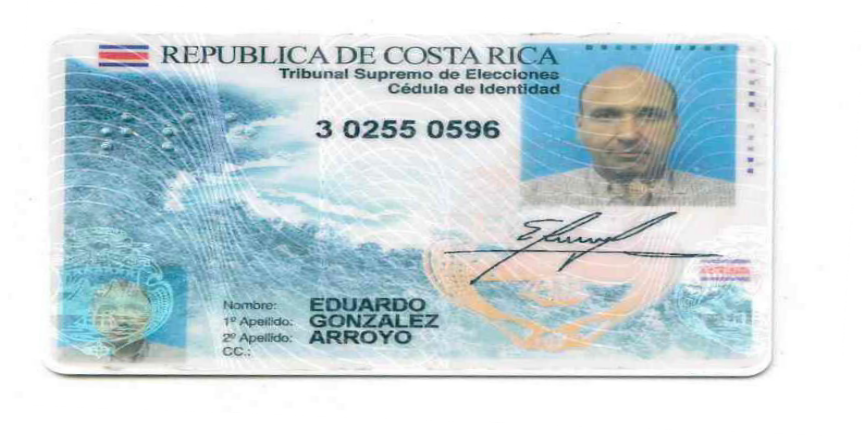 REPUBLICA DE COSTA RICA
Tribunal Supremo de Elecciones
Cédula de Identidad
3 0255 0596
Nombre: EDUARDO
1º Apellido: GONZALEZ
2º Apellido: ARROYO
CC.: